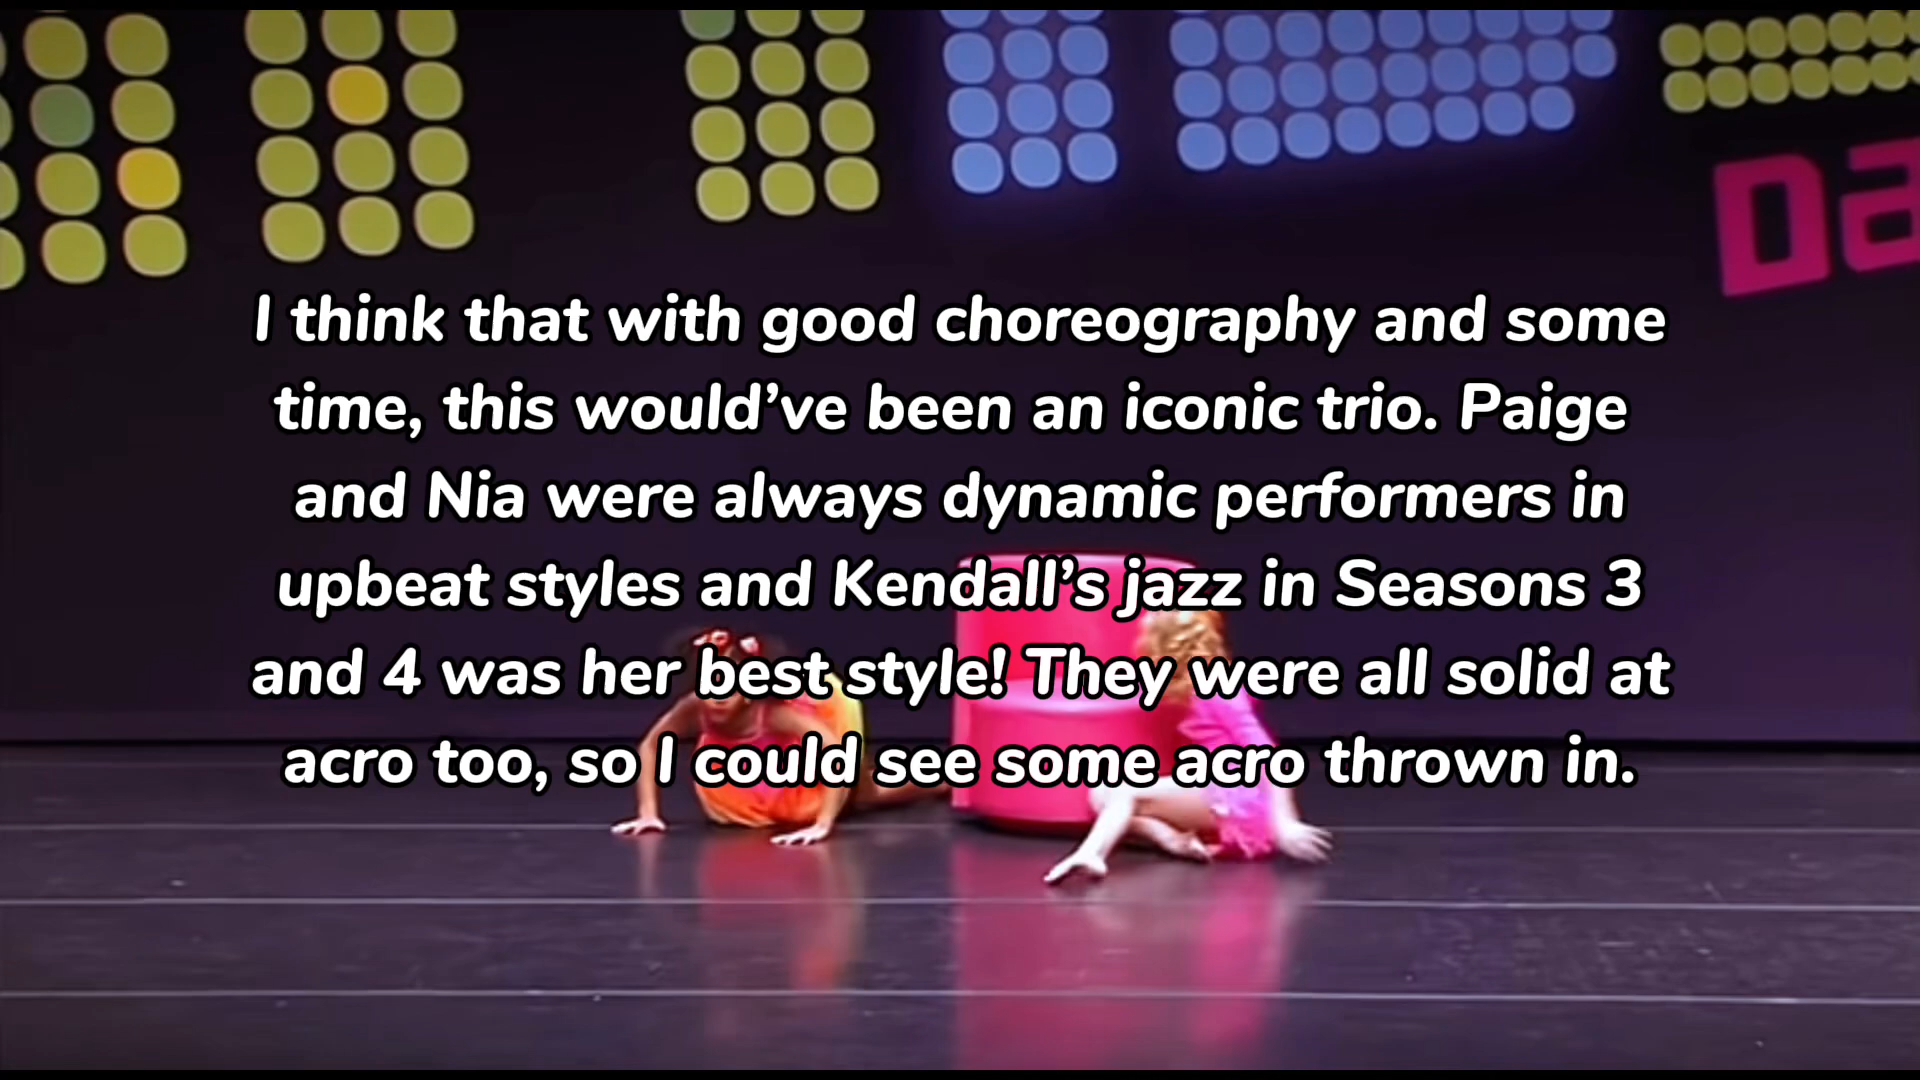 Da
I think that with good choreography and some
time, this would’ve been an iconic trio. Paige
and Nia were always dynamic performers in
upbeat styles and Kendall’s jazz in Seasons 3
and 4 was her best style! They were all solid at
acro too, so I could see some acro thrown in.